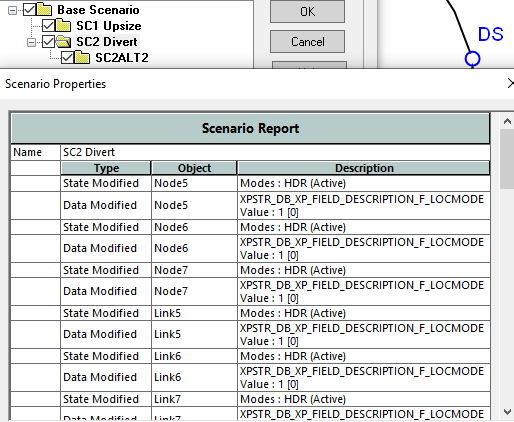 Base Scenario
SC1 Upsize
SC2 Divert
SC2ALT2
OK
Cancel
DS
Scenario Properties
Scenario Report
Name SC2 Divert
Type Object Description
State Modified Node5 Modes : HDR (Active)
Data Modified Node5 XPSTR_DB_XP_FIELD_DESCRIPTION_F_LOCMODE
Value : 1 [0]
State Modified Node6 Modes : HDR (Active)
Data Modified Node6 XPSTR_DB_XP_FIELD_DESCRIPTION_F_LOCMODE
Value : 1 [0]
State Modified Node7 Modes : HDR (Active)
Data Modified Node7 XPSTR_DB_XP_FIELD_DESCRIPTION_F_LOCMODE
Value : 1 [0]
State Modified Link5 Modes : HDR (Active)
Data Modified Link5 XPSTR_DB_XP_FIELD_DESCRIPTION_F_LOCMODE
Value : 1 [0]
State Modified Link6 Modes : HDR (Active)
Data Modified Link6 XPSTR_DB_XP_FIELD_DESCRIPTION_F_LOCMODE
Value : 1 [0]
State Modified Link7 Modes : HDR (Active)
Data Modified Link7 XPSTR_DB_XP_FIELD_DESCRIPTION_F_LOCMODE